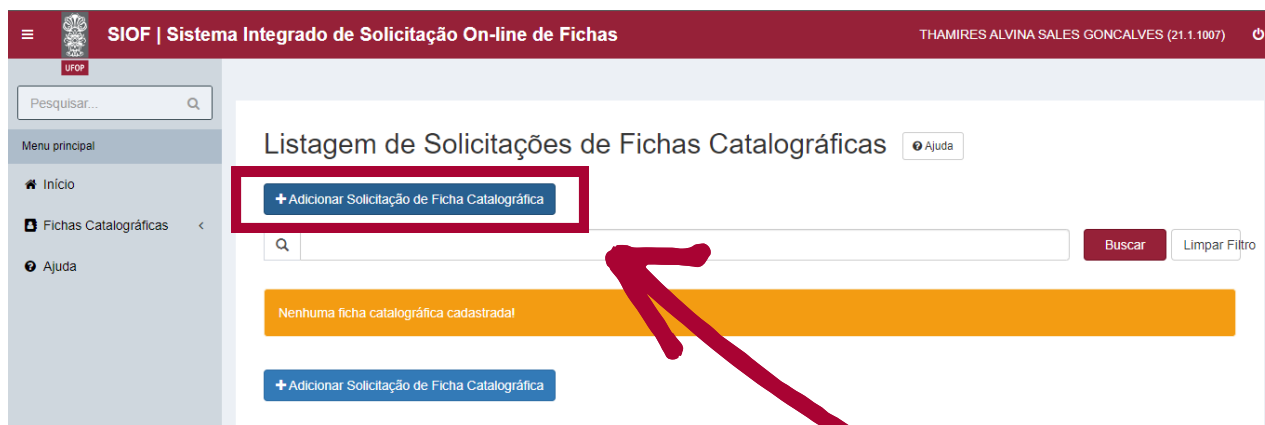 SIOF | Sistema Integrado de Solicitação On-line de Fichas
THAMIRES ALVINA SALES GONCALVES (21.1.1007)
UFOP
Pesquisar...
Menu principal
Início
Fichas Catalográficas
Ajuda
Listagem de Solicitações de Fichas Catalográficas
Ajuda
+Adicionar Solicitação de Ficha Catalográfica
Buscar
Limpar Filtro
Nenhuma ficha catalográfica cadastrada!
+Adicionar Solicitação de Ficha Catalográfica